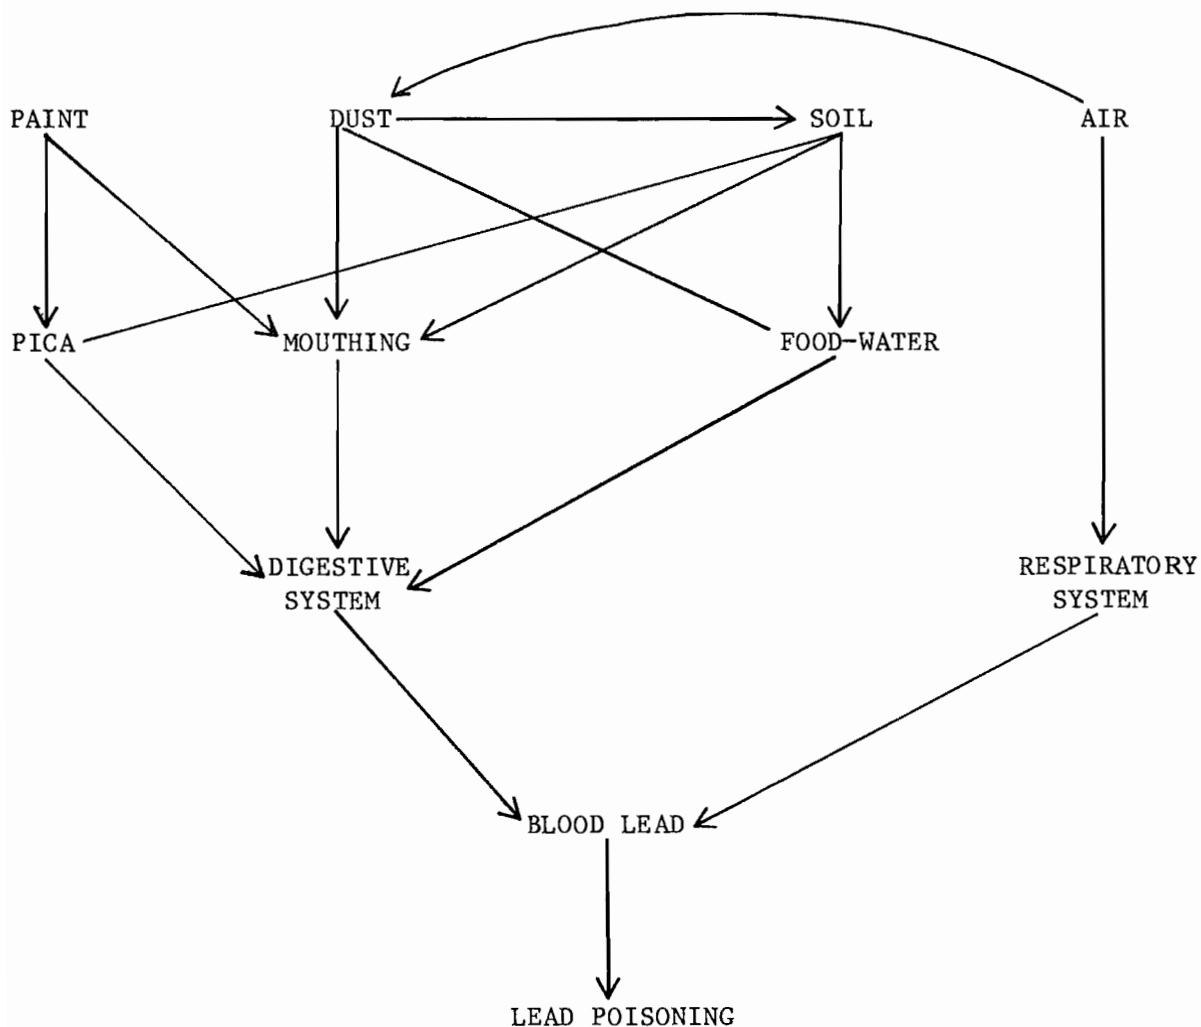 PAINT DUST SOIL AIR
PICA MOUTHING FOOD-WATER
DIGESTIVE SYSTEM
RESPIRATORY SYSTEM
BLOOD LEAD
LEAD POISONING